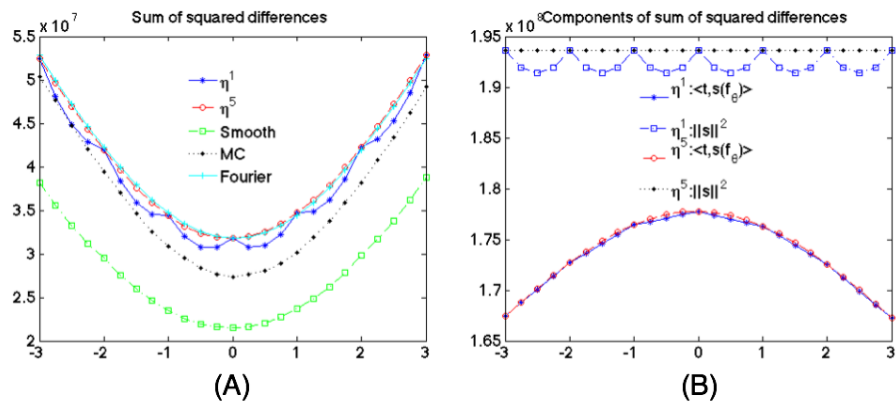 Sum of squared differences
x 10^7
5.5
5
4.5
4
3.5
3
2.5
2
-3 -2 -1 0 1 2 3
η^1
η^5
Smooth
MC
Fourier
(A)
x 10^8 Components of sum of squared differences
1.95
1.9
1.85
1.8
1.75
1.7
1.65
-3 -2 -1 0 1 2 3
η^1:<t,s(f_θ)>
η^1:||s||^2
η^5:<t,s(f_θ)>
η^5:||s||^2
(B)